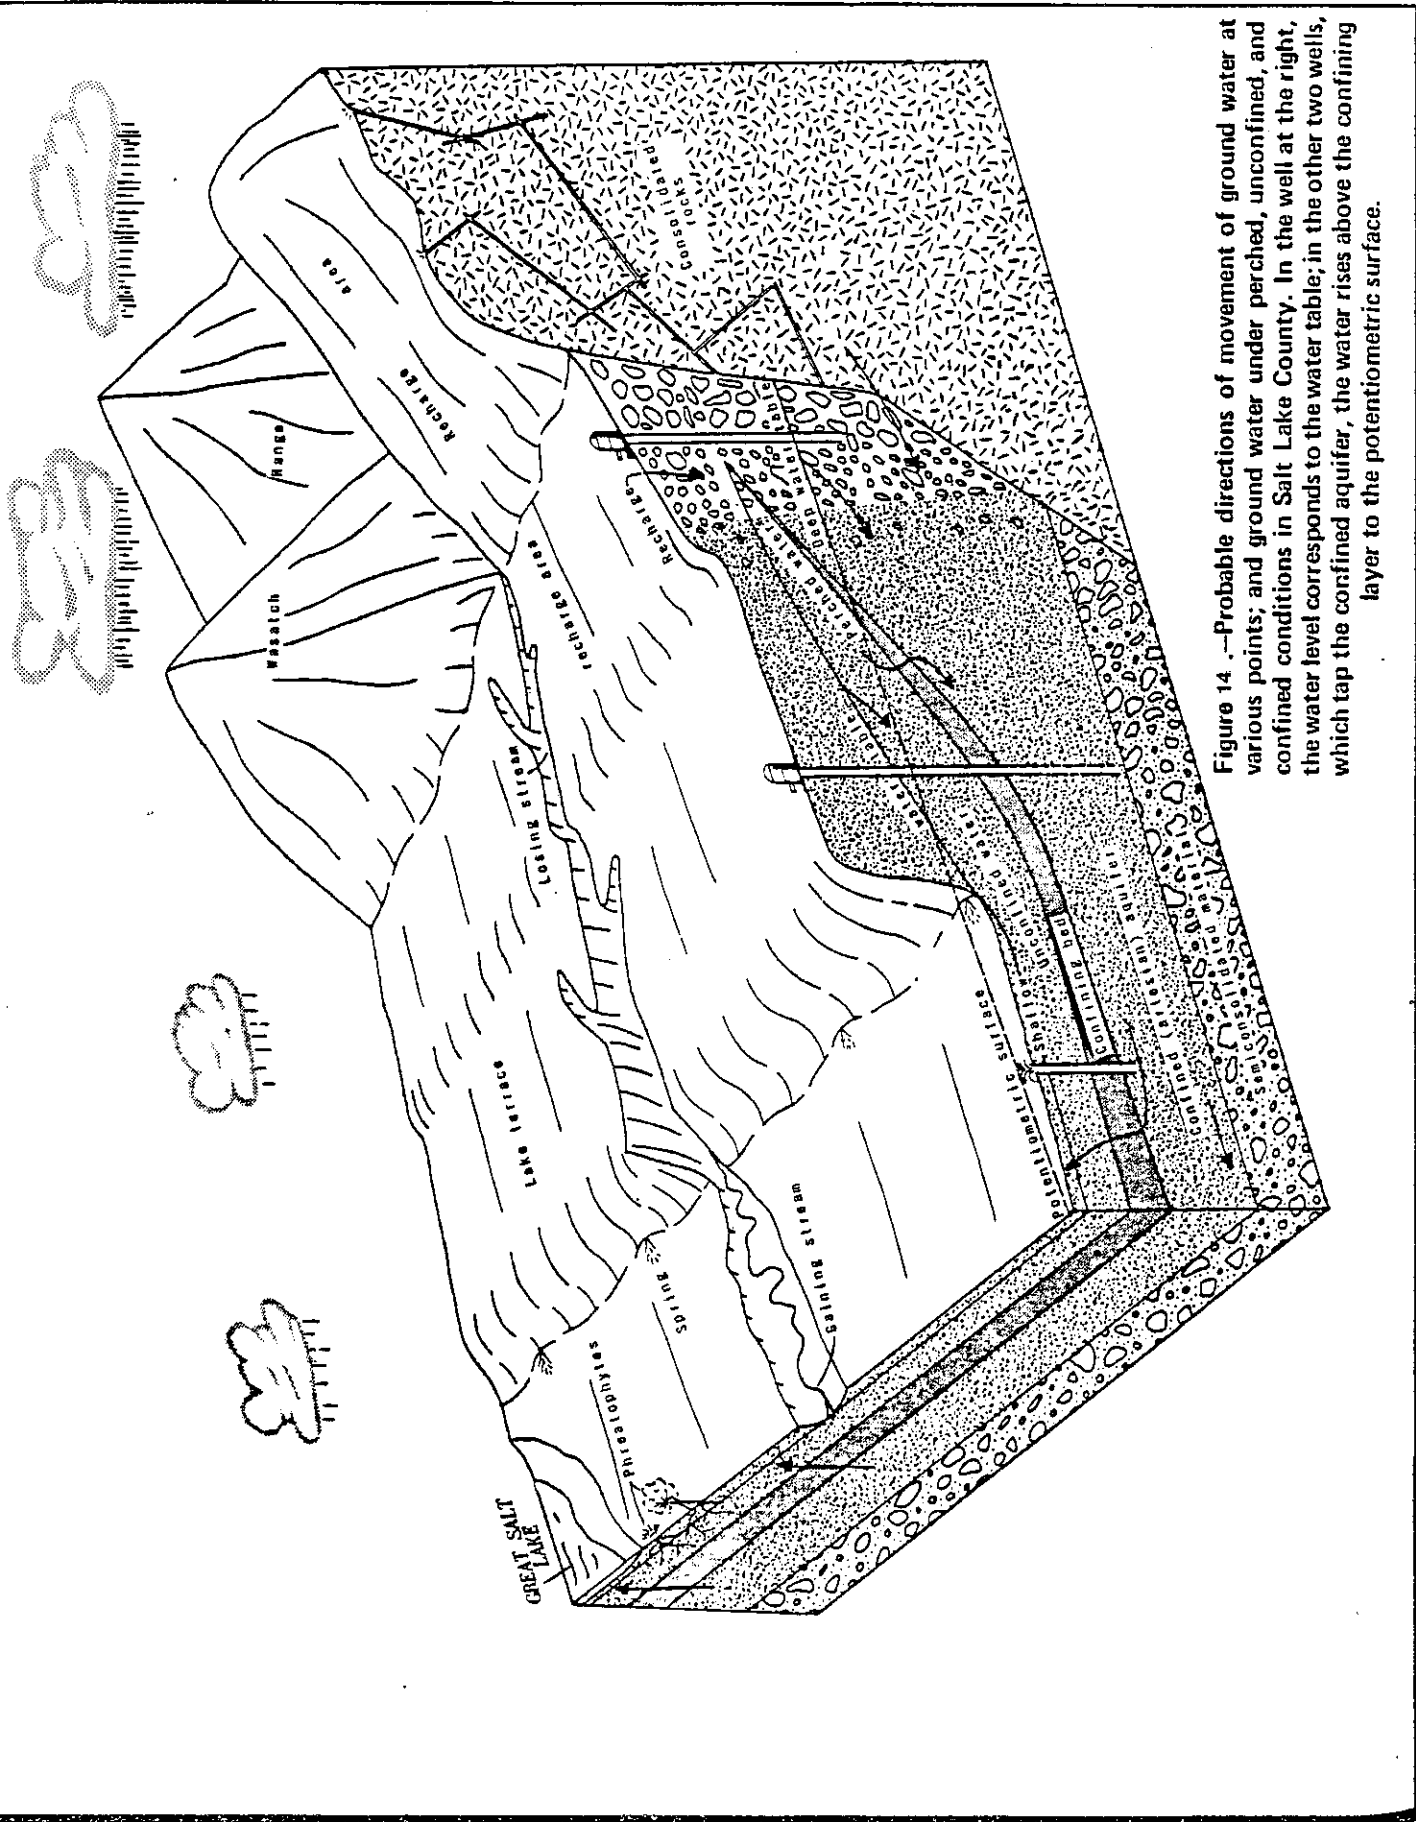 Wasatch
Range
Recharge area
Losing stream
recharge area
Recharge
Consolidated
rocks
GREAT SALT
LAKE
Lake terrace
Phreatophytes
Spring
Gaining stream
Potentiometric surface
Perched water
Water table
Shallow unconfined water
Confining bed
Confined (artesian) aquifer
Semiconsolidated material
Figure 14 .—Probable directions of movement of ground water at
various points; and ground water under perched, unconfined, and
confined conditions in Salt Lake County. In the well at the right,
the water level corresponds to the water table; in the other two wells,
which tap the confined aquifer, the water rises above the confining
layer to the potentiometric surface.